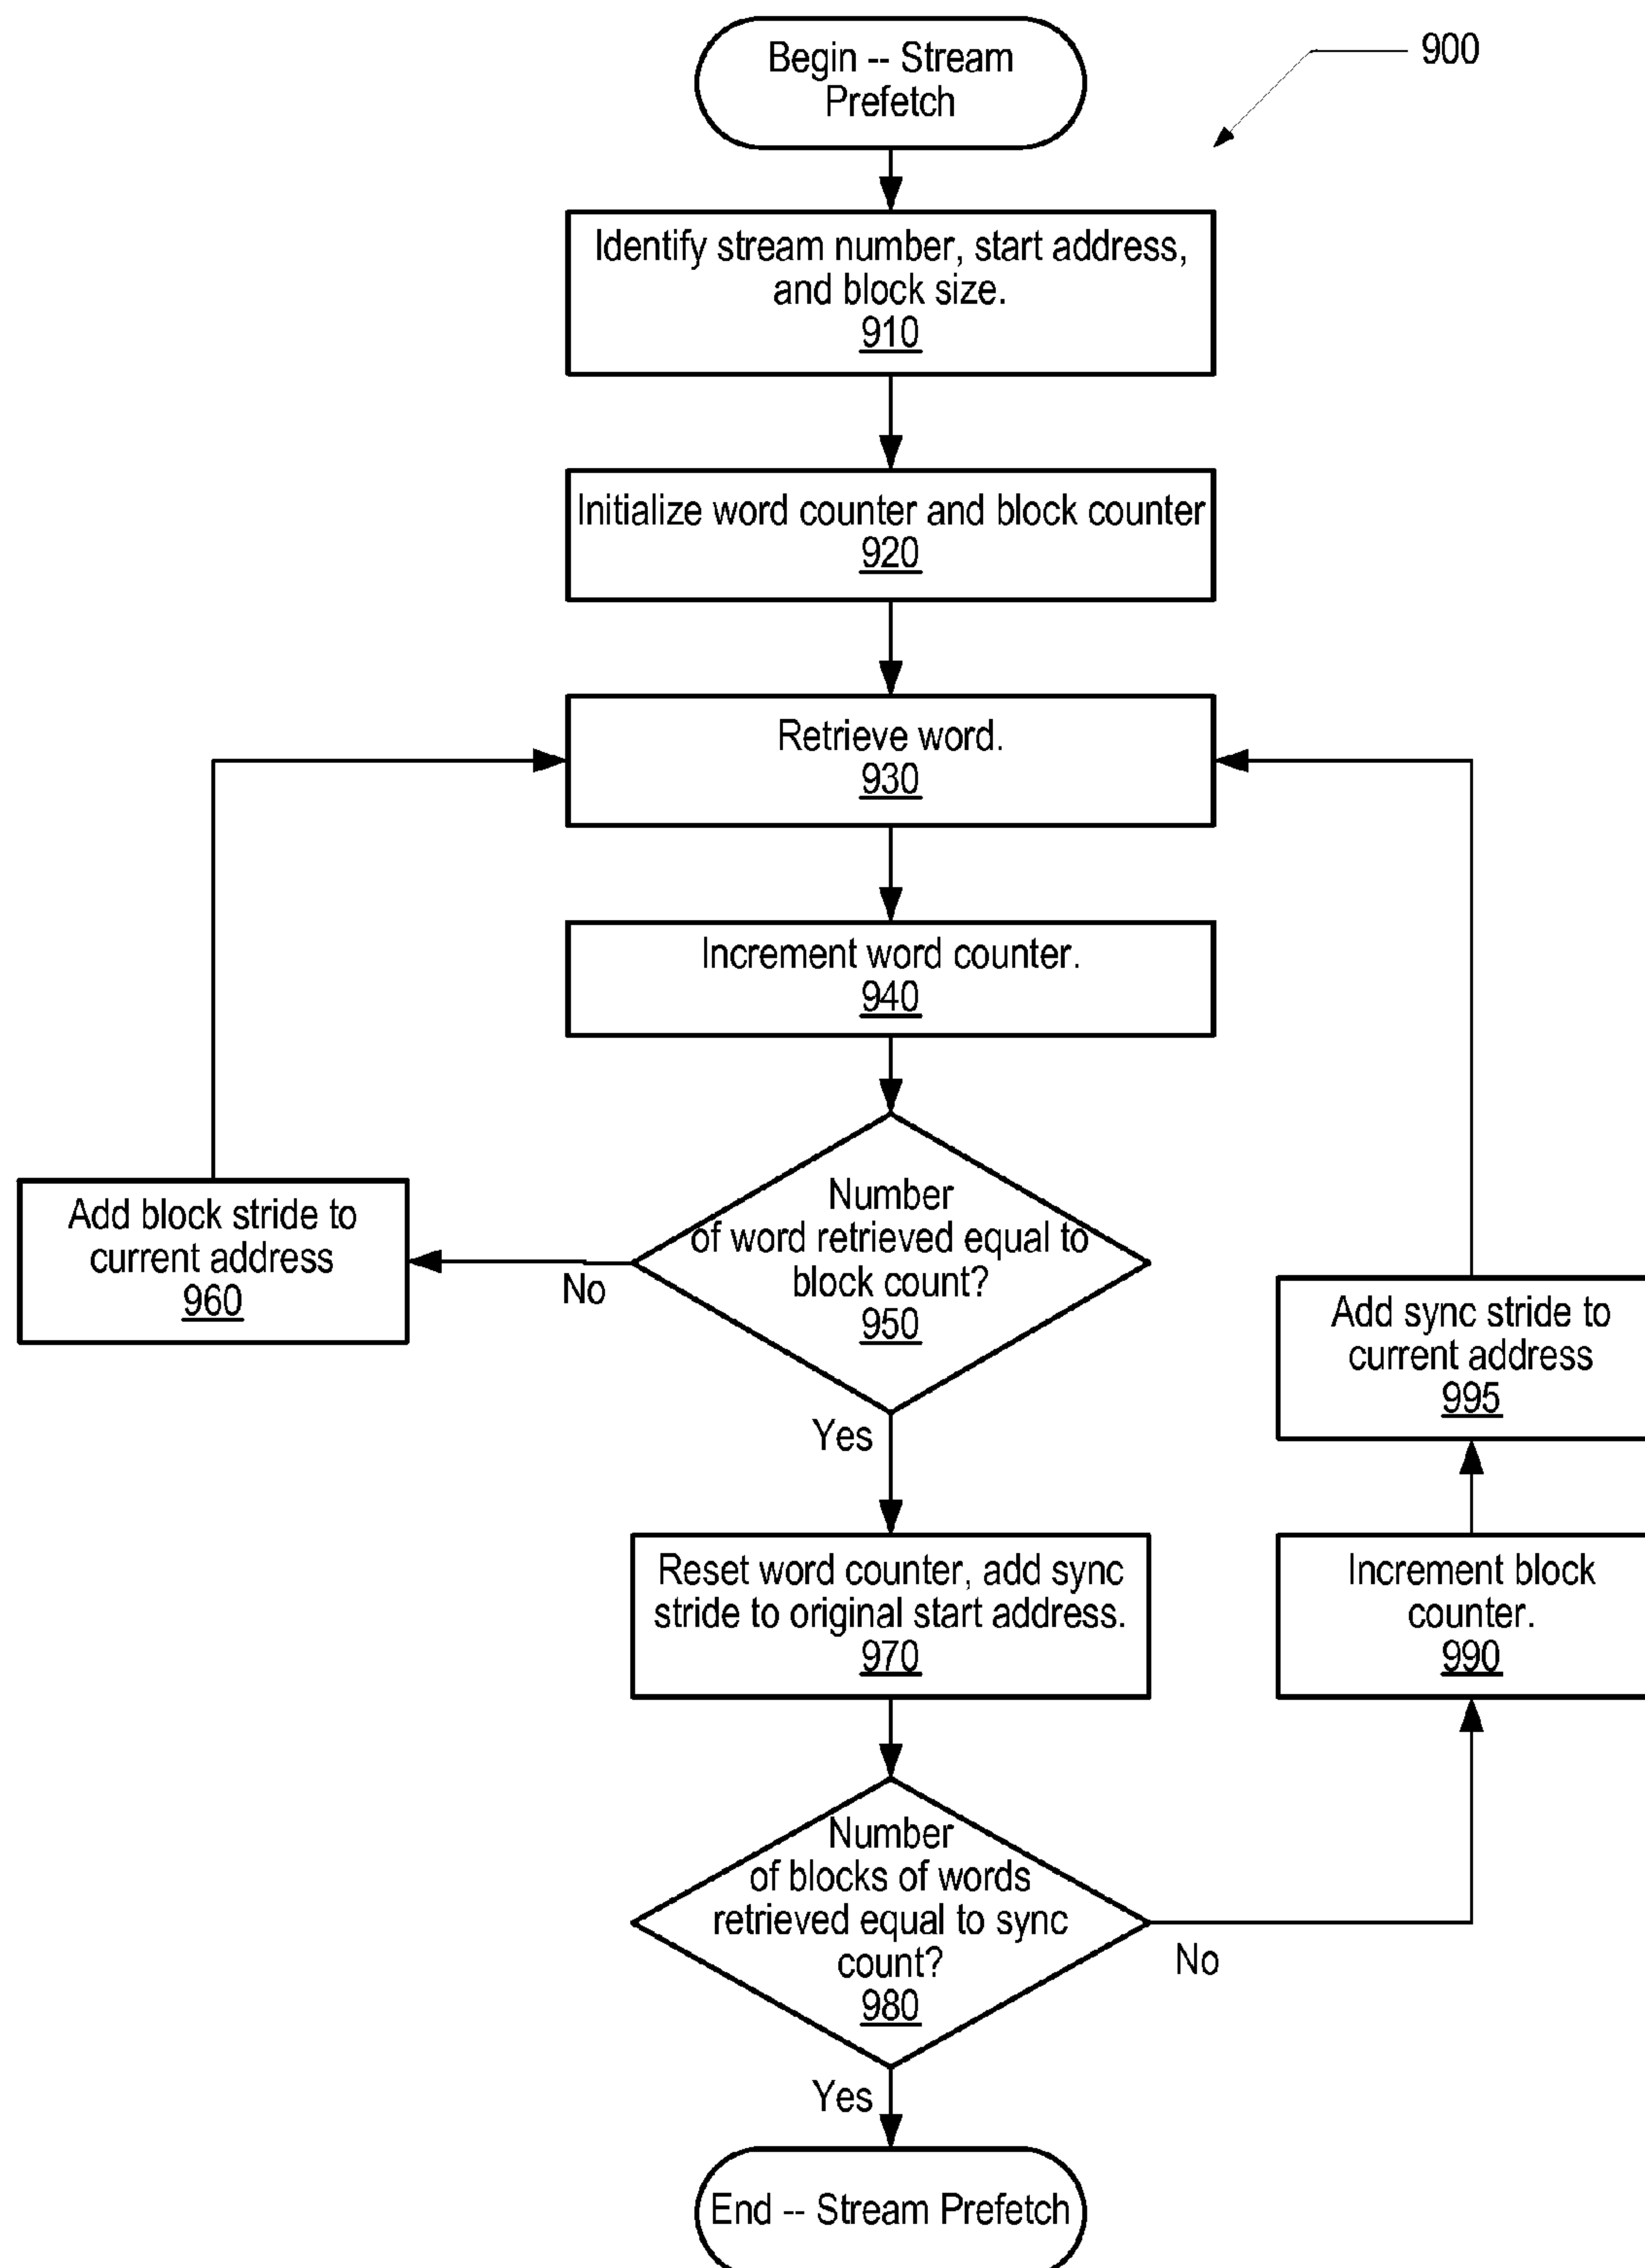 Begin -- Stream
Prefetch
900
Identify stream number, start address,
and block size.
910
Initialize word counter and block counter
920
Retrieve word.
930
Increment word counter.
940
Number
of word retrieved equal to
block count?
950
No
Add block stride to
current address
960
Yes
Add sync stride to
current address
995
Reset word counter, add sync
stride to original start address.
970
Increment block
counter.
990
Number
of blocks of words
retrieved equal to sync
count?
980
No
Yes
End -- Stream Prefetch